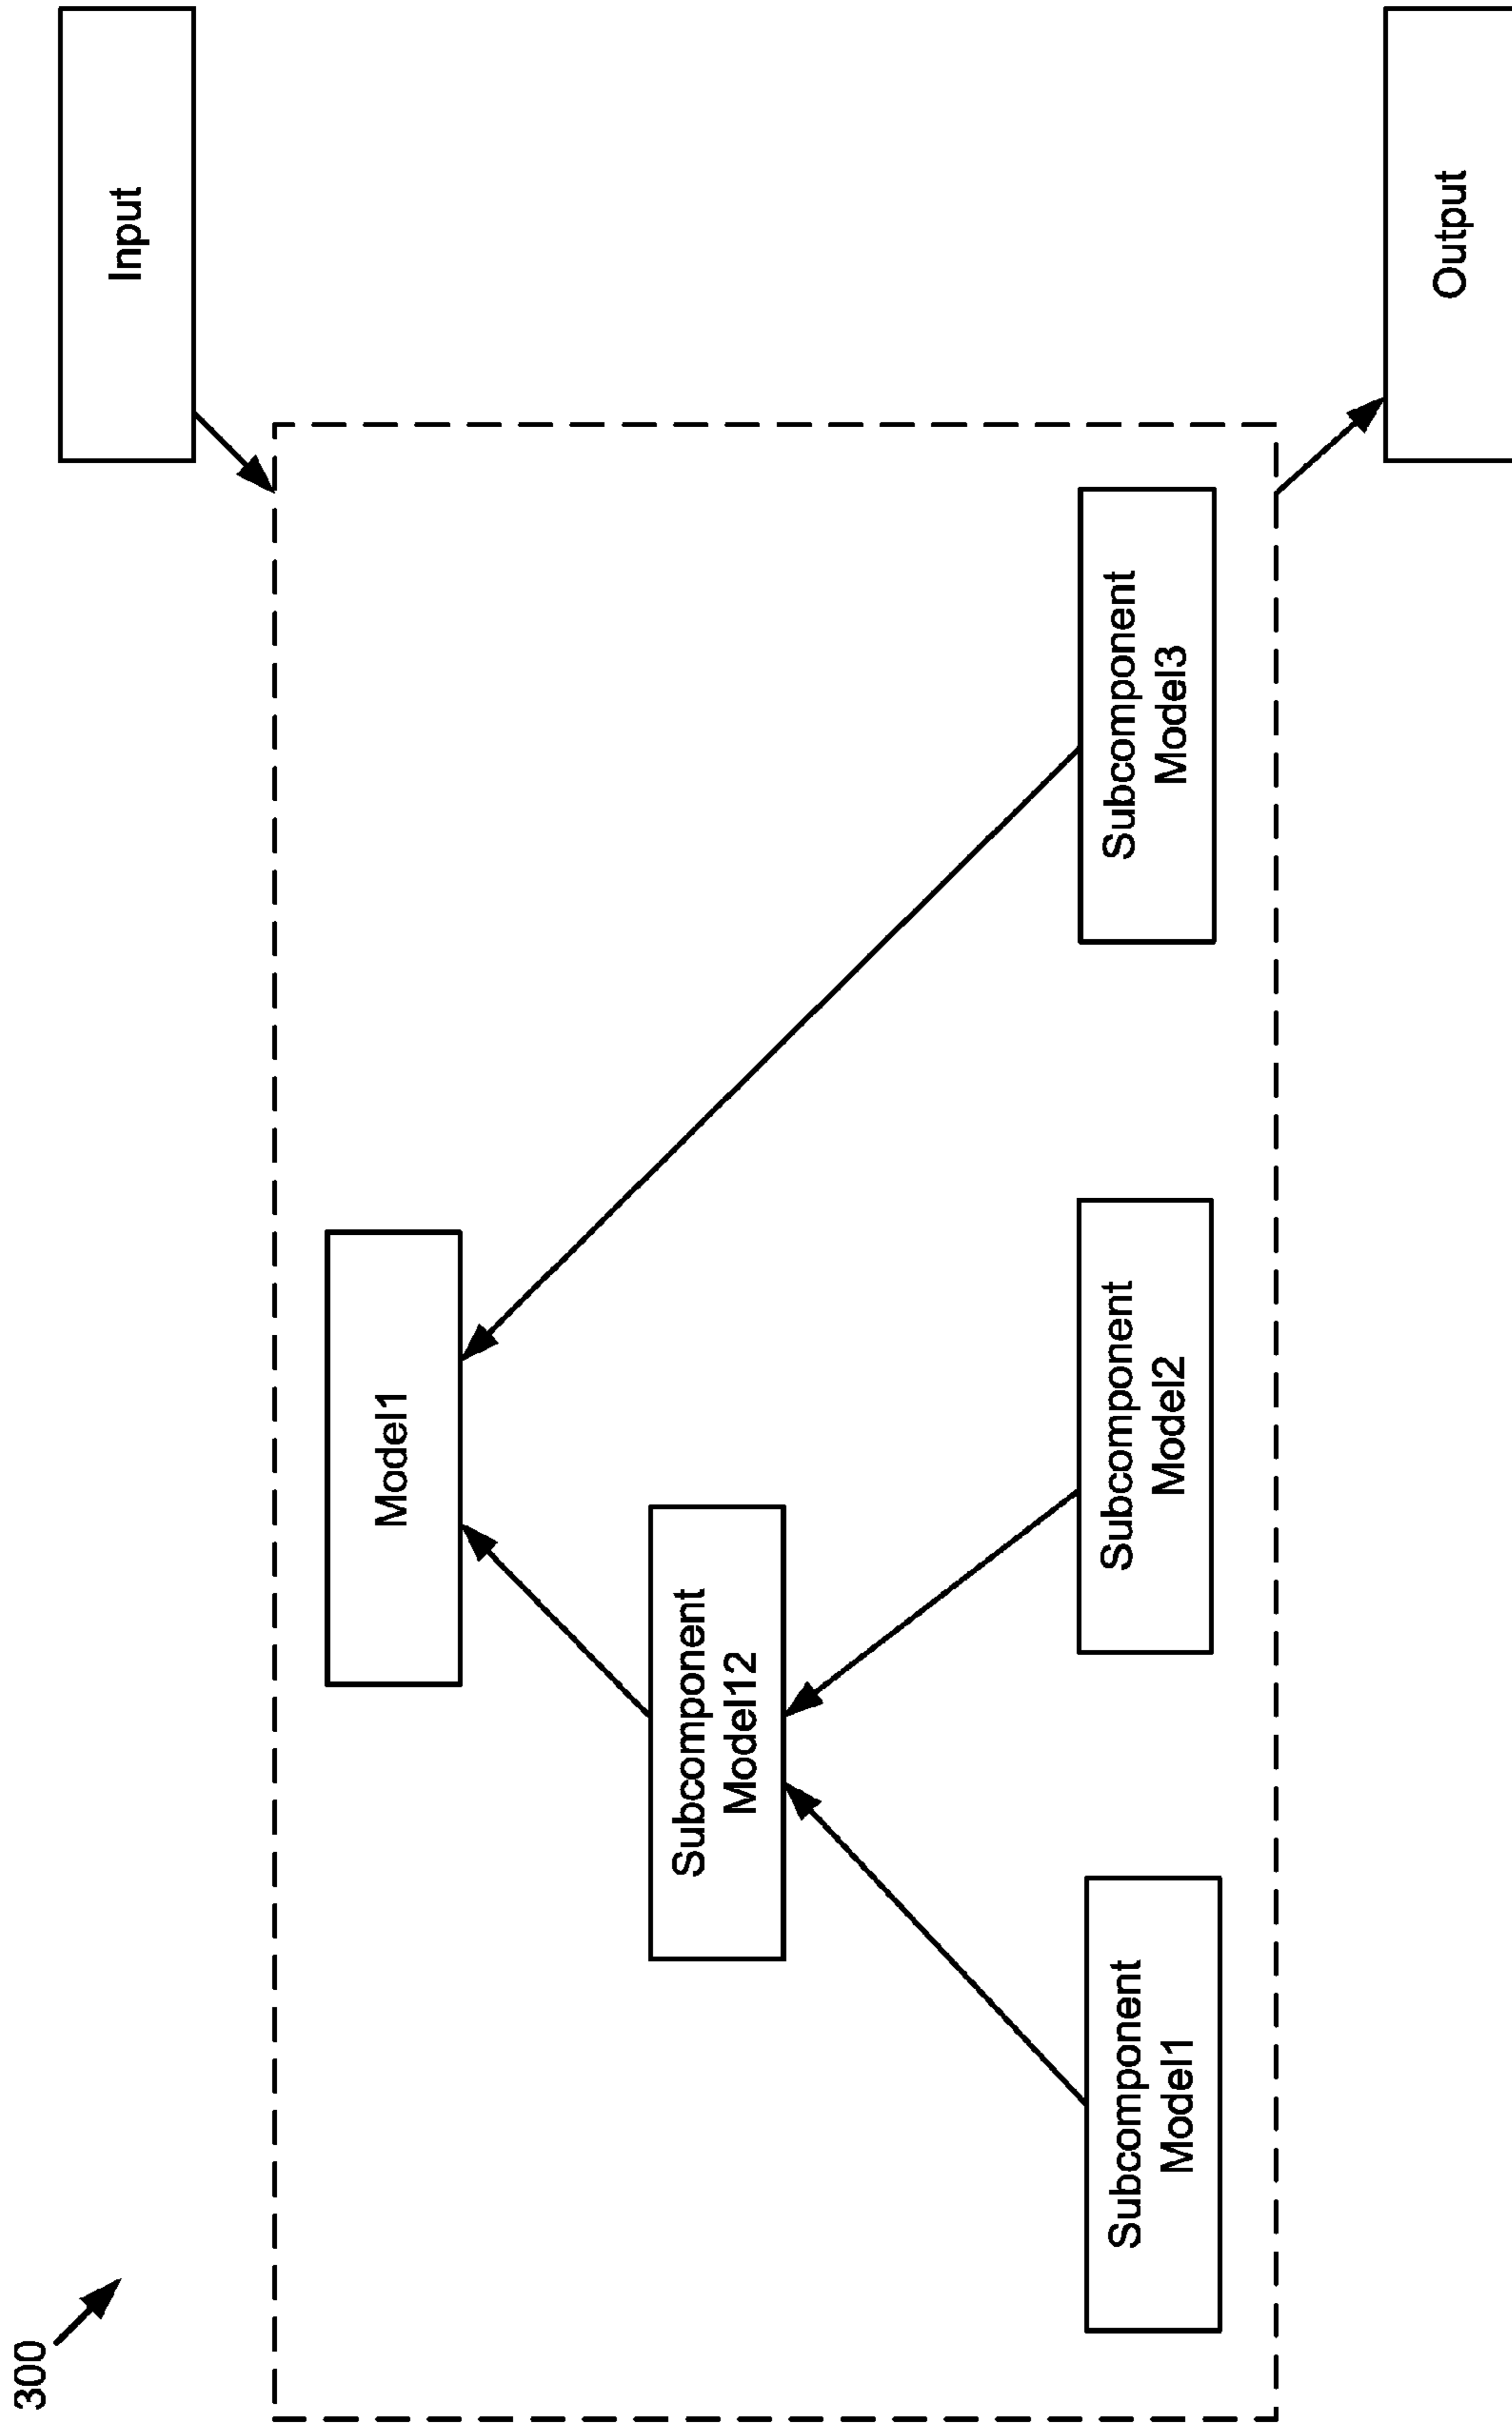 300
Input
Model1
Subcomponent
Model12
Subcomponent
Model1
Subcomponent
Model2
Subcomponent
Model3
Output